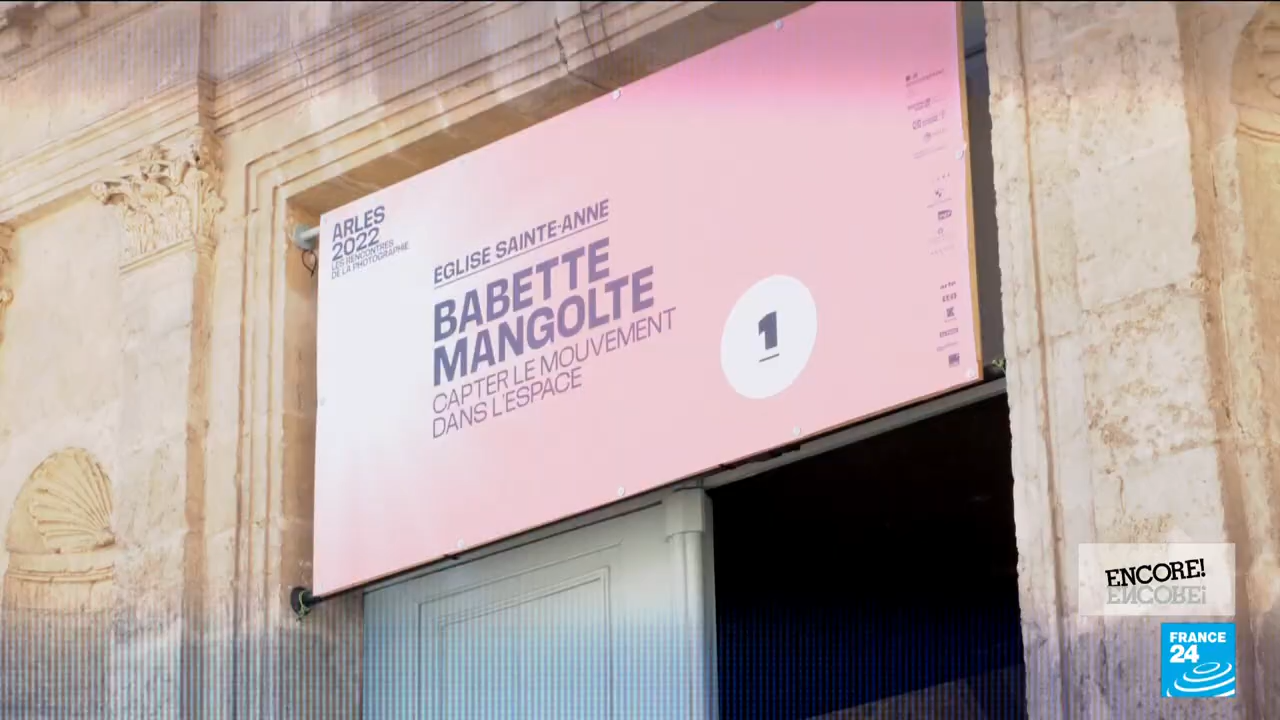 ARLES
2022
LES RENCONTRES
DE LA PHOTOGRAPHIE
EGLISE SAINTE-ANNE
BABETTE
MANGOLTE
CAPTER LE MOUVEMENT
DANS L'ESPACE
1
ENCORE!
FRANCE
24